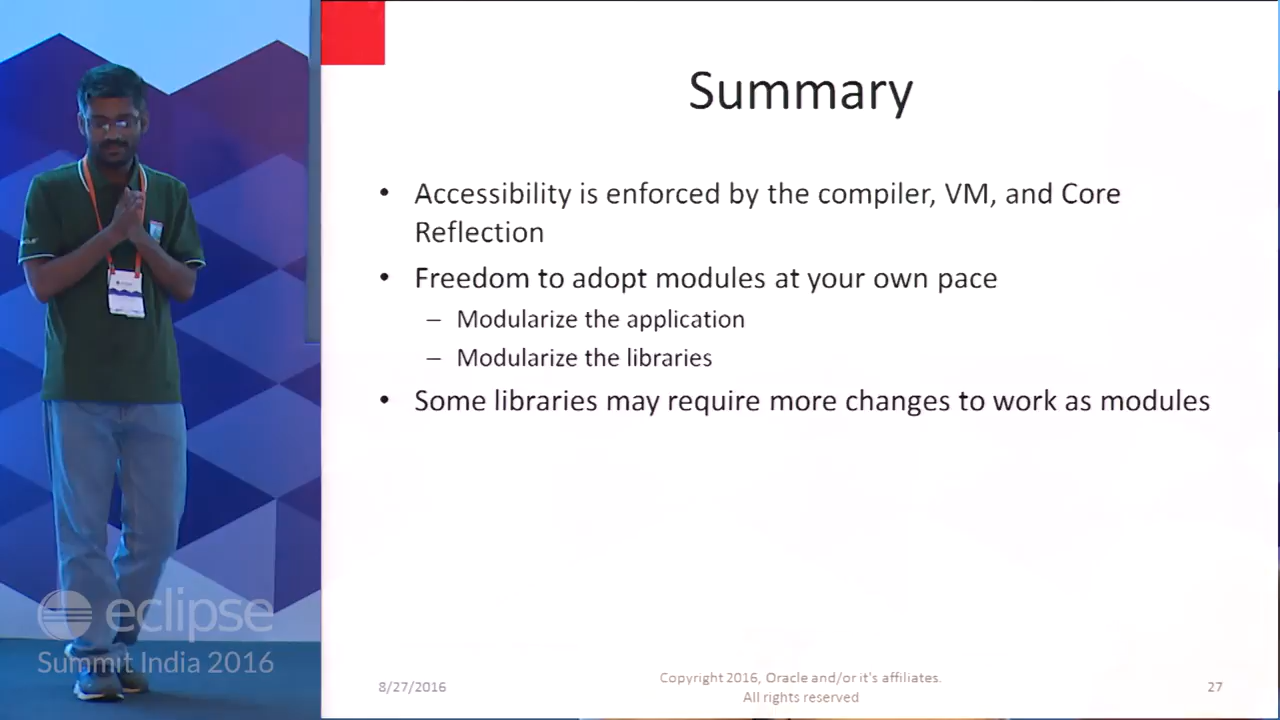 Summary
• Accessibility is enforced by the compiler, VM, and Core
Reflection
• Freedom to adopt modules at your own pace
– Modularize the application
– Modularize the libraries
• Some libraries may require more changes to work as modules
eclipse
Summit India 2016
8/27/2016
Copyright 2016, Oracle and/or it's affiliates.
All rights reserved
27